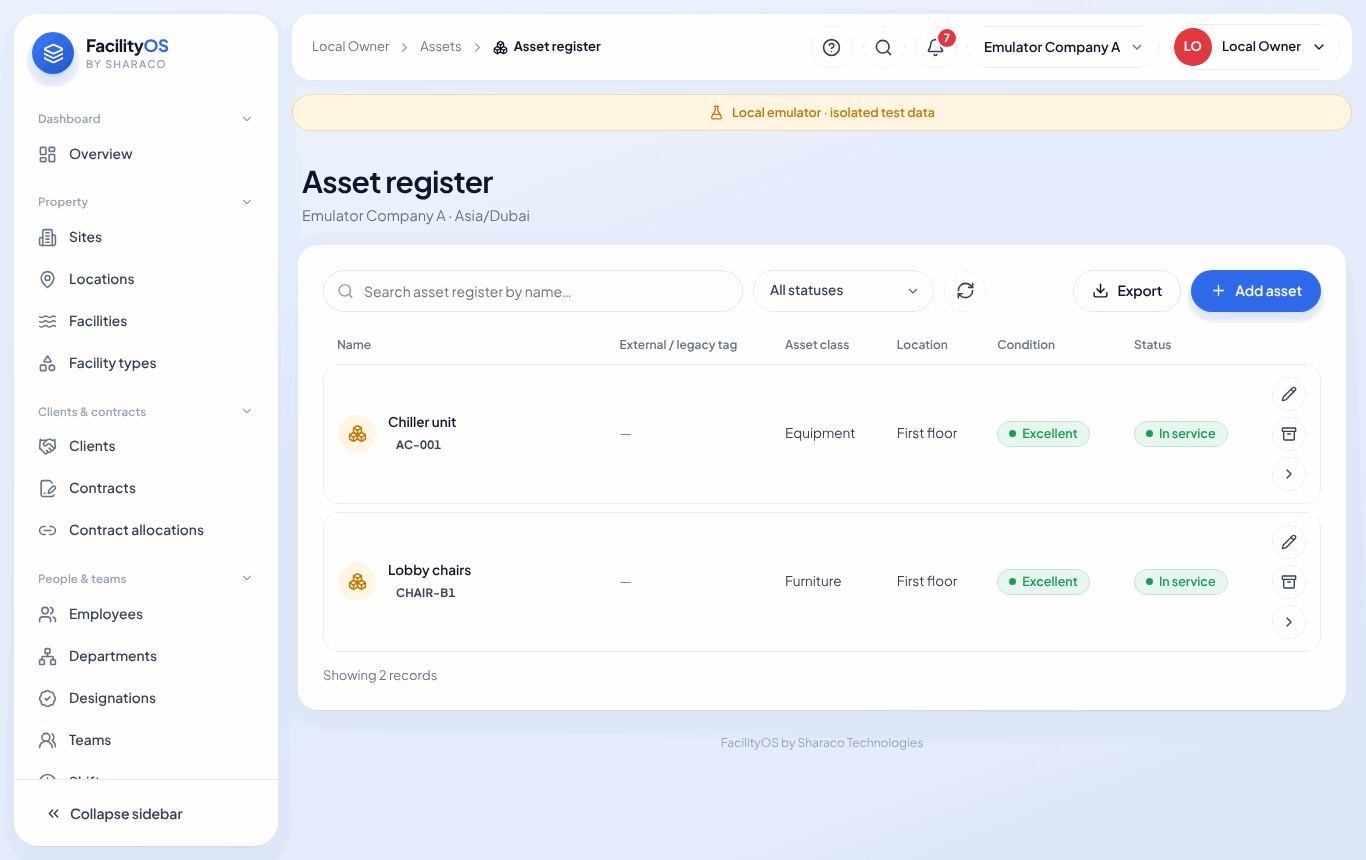 FacilityOS
BY SHARACO
Dashboard
Overview
Property
Sites
Locations
Facilities
Facility types
Clients & contracts
Clients
Contracts
Contract allocations
People & teams
Employees
Departments
Designations
Teams
Collapse sidebar
Local Owner
Assets
Asset register
7
Emulator Company A
LO
Local Owner
Local emulator · isolated test data
Asset register
Emulator Company A · Asia/Dubai
Search asset register by name...
All statuses
Export
Add asset
Name External / legacy tag Asset class Location Condition Status
Chiller unit
AC-001
— Equipment First floor Excellent In service
Lobby chairs
CHAIR-B1
— Furniture First floor Excellent In service
Showing 2 records
FacilityOS by Sharaco Technologies